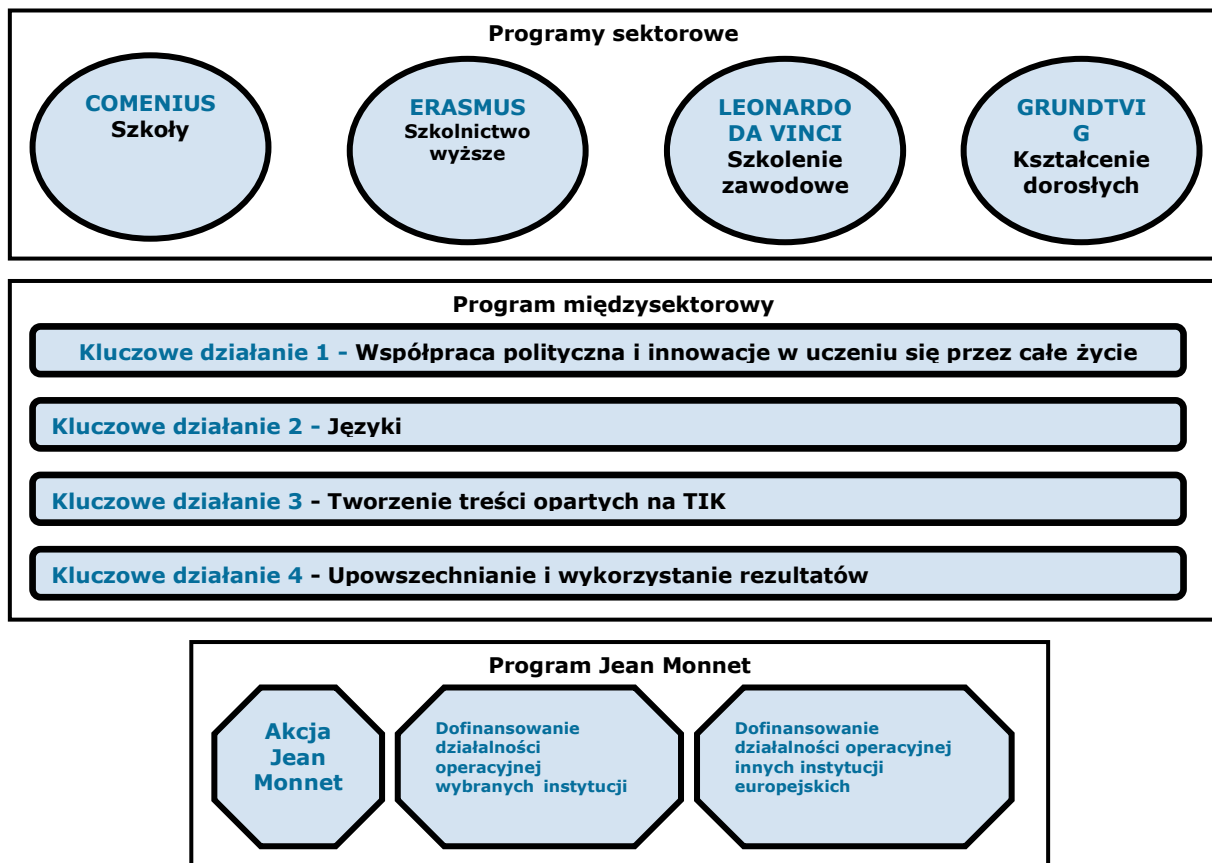 Programy sektorowe
COMENIUS
Szkoły
ERASMUS
Szkolnictwo
wyższe
LEONARDO
DA VINCI
Szkolenie
zawodowe
GRUNDTVI
G
Kształcenie
dorosłych
Program międzysektorowy
Kluczowe działanie 1 - Współpraca polityczna i innowacje w uczeniu się przez całe życie
Kluczowe działanie 2 - Języki
Kluczowe działanie 3 - Tworzenie treści opartych na TIK
Kluczowe działanie 4 - Upowszechnianie i wykorzystanie rezultatów
Program Jean Monnet
Akcja
Jean
Monnet
Dofinansowanie
działalności
operacyjnej
wybranych instytucji
Dofinansowanie
działalności operacyjnej
innych instytucji
europejskich